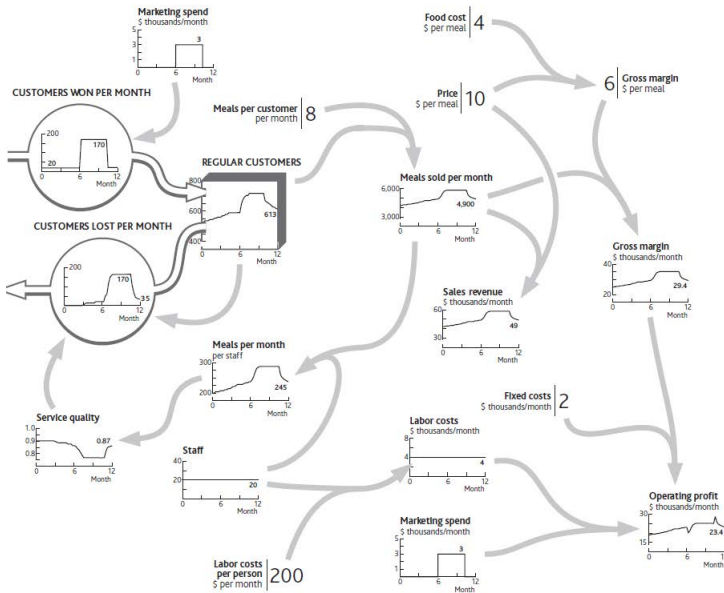 Marketing spend
$ thousands/month
5
3
1
3
0 6 12
Month
Food cost
$ per meal
4
6
Gross margin
$ per meal
Price
$ per meal
10
CUSTOMERS WON PER MONTH
200
170
20
0 6 12
Month
Meals per customer
per month
8
REGULAR CUSTOMERS
800
600
400
613
0 6 12
Month
Meals sold per month
6,000
3,000
4,900
0 6 12
Month
CUSTOMERS LOST PER MONTH
200
170
35
0 6 12
Month
Gross margin
$ thousands/month
40
20
29.4
0 6 12
Month
Sales revenue
$ thousands/month
60
30
49
0 6 12
Month
Meals per month
per staff
300
200
245
0 6 12
Month
Fixed costs
$ thousands/month
2
Service quality
1.0
0.9
0.8
0.87
0 6 12
Month
Labor costs
$ thousands/month
8
4
4
0 6 12
Month
Staff
40
20
20
0 6 12
Month
Operating profit
$ thousands/month
30
15
23.4
0 6 1
Month
Marketing spend
$ thousands/month
5
3
1
3
0 6 12
Month
Labor costs
per person
$ per month
200